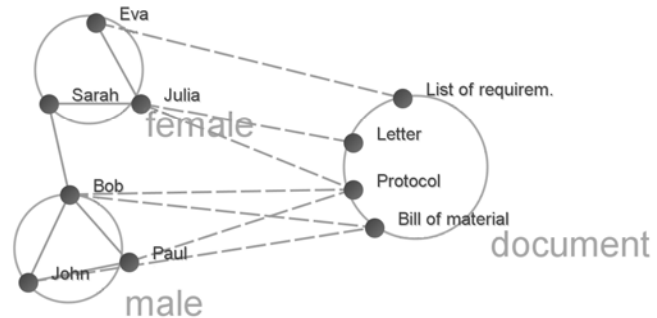 Eva
List of requirem.
Sarah
Julia
female
Letter
Protocol
Bob
Bill of material
document
Paul
John
male